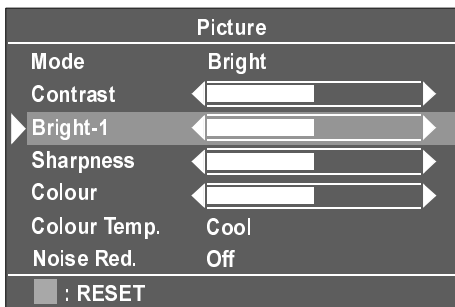 Picture
Mode Bright
Contrast
Bright-1
Sharpness
Colour
Colour Temp. Cool
Noise Red. Off
: RESET